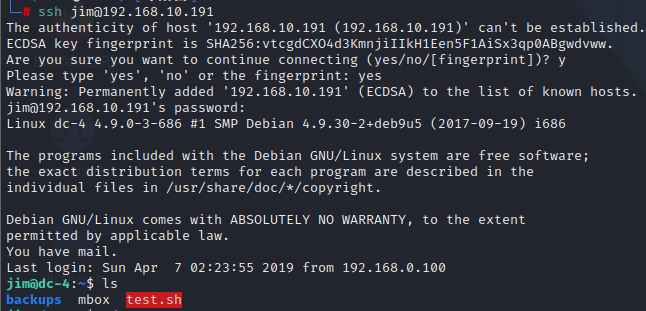 └─# ssh jim@192.168.10.191
The authenticity of host '192.168.10.191 (192.168.10.191)' can't be established.
ECDSA key fingerprint is SHA256:vtcgdCXO4d3KmnjiIIkH1Een5F1AiSx3qp0ABgwdvww.
Are you sure you want to continue connecting (yes/no/[fingerprint])? y
Please type 'yes', 'no' or the fingerprint: yes
Warning: Permanently added '192.168.10.191' (ECDSA) to the list of known hosts.
jim@192.168.10.191's password:
Linux dc-4 4.9.0-3-686 #1 SMP Debian 4.9.30-2+deb9u5 (2017-09-19) i686

The programs included with the Debian GNU/Linux system are free software;
the exact distribution terms for each program are described in the
individual files in /usr/share/doc/*/copyright.

Debian GNU/Linux comes with ABSOLUTELY NO WARRANTY, to the extent
permitted by applicable law.
You have mail.
Last login: Sun Apr  7 02:23:55 2019 from 192.168.0.100
jim@dc-4:~$ ls
backups  mbox  test.sh